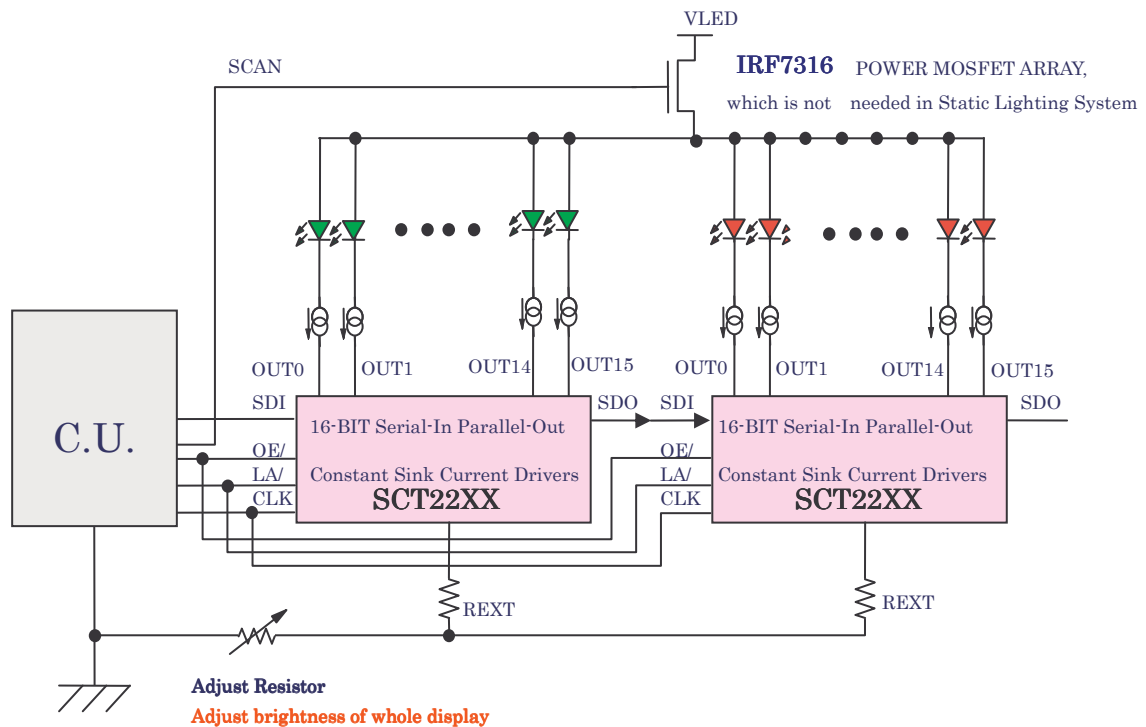 VLED
SCAN
IRF7316 POWER MOSFET ARRAY,
which is not needed in Static Lighting System
OUT0 OUT1 OUT14 OUT15 OUT0 OUT1 OUT14 OUT15
SDI SDO SDI SDO
C.U.
16-BIT Serial-In Parallel-Out
OE/
LA/
CLK
Constant Sink Current Drivers
SCT22XX
16-BIT Serial-In Parallel-Out
OE/
LA/
CLK
Constant Sink Current Drivers
SCT22XX
REXT REXT
Adjust Resistor
Adjust brightness of whole display